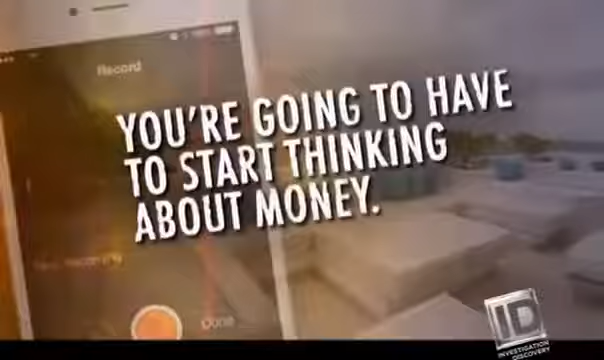 Record
YOU'RE GOING TO HAVE
TO START THINKING
ABOUT MONEY.
Done
ID
INVESTIGATION
DISCOVERY